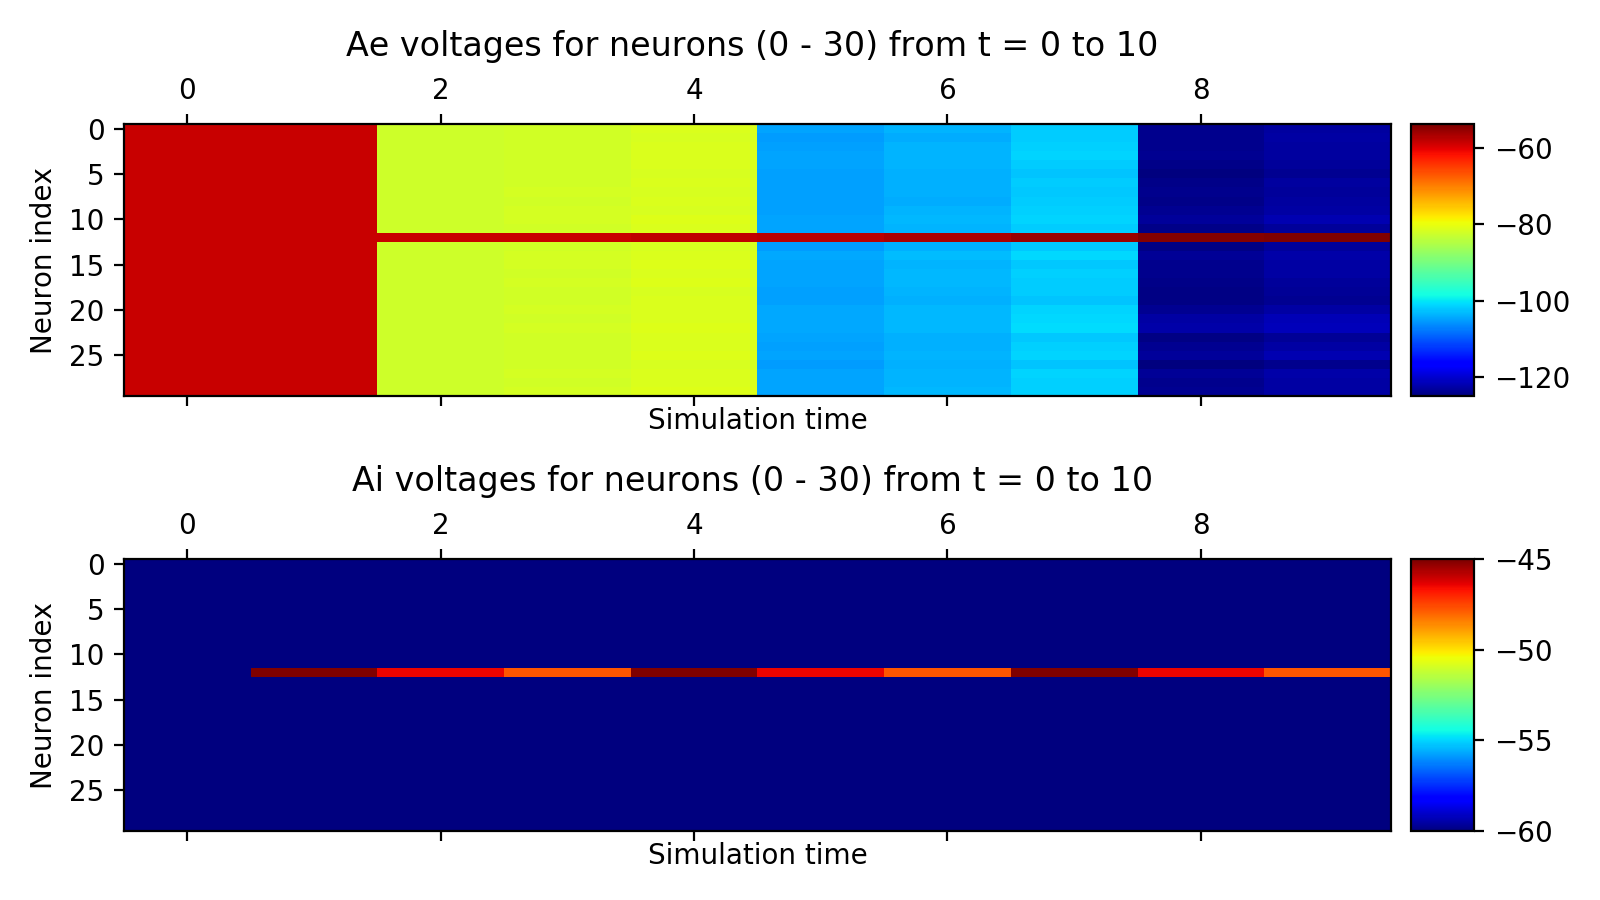 Ae voltages for neurons (0 - 30) from t = 0 to 10
0 2 4 6 8
Neuron index
0
5
10
15
20
25
−60
−80
−100
−120
Simulation time
Ai voltages for neurons (0 - 30) from t = 0 to 10
0 2 4 6 8
Neuron index
0
5
10
15
20
25
−45
−50
−55
−60
Simulation time